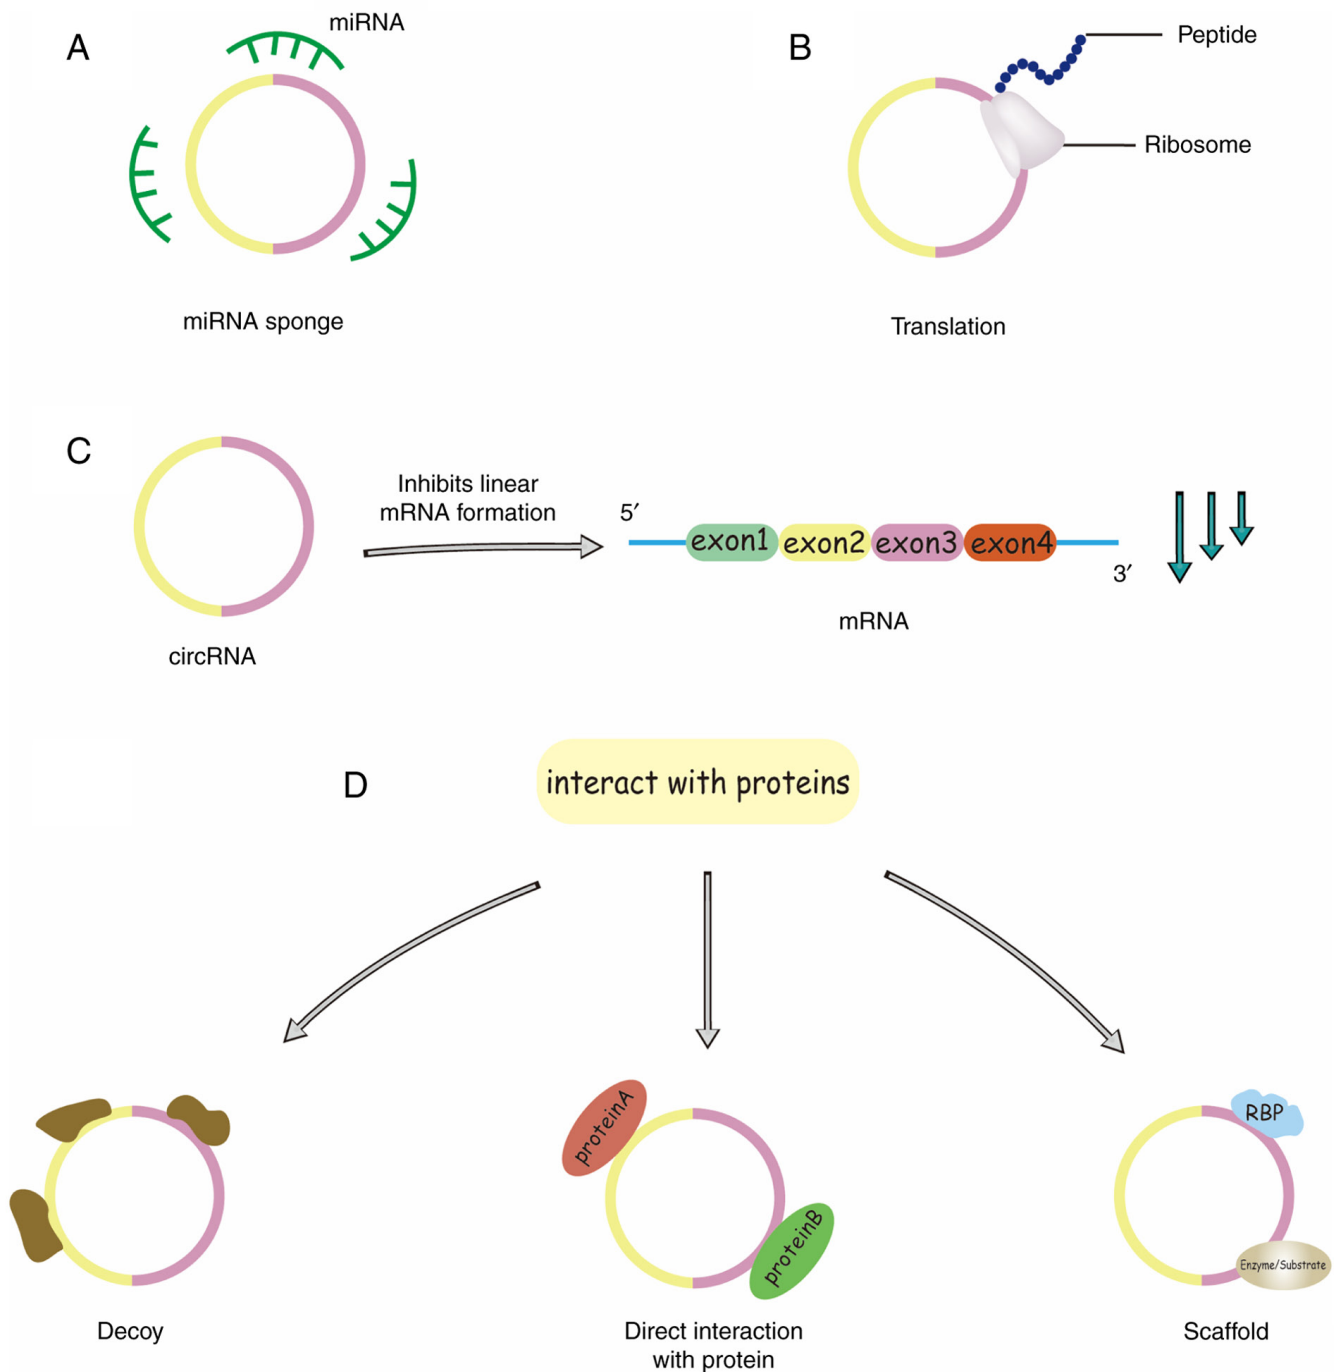 A
miRNA
miRNA sponge
B
Peptide
Ribosome
Translation
C
circRNA
Inhibits linear
mRNA formation
5′
exon1 exon2 exon3 exon4
3′
mRNA
D
interact with proteins
Decoy
proteinA
proteinB
Direct interaction
with protein
RBP
Enzyme/Substrate
Scaffold